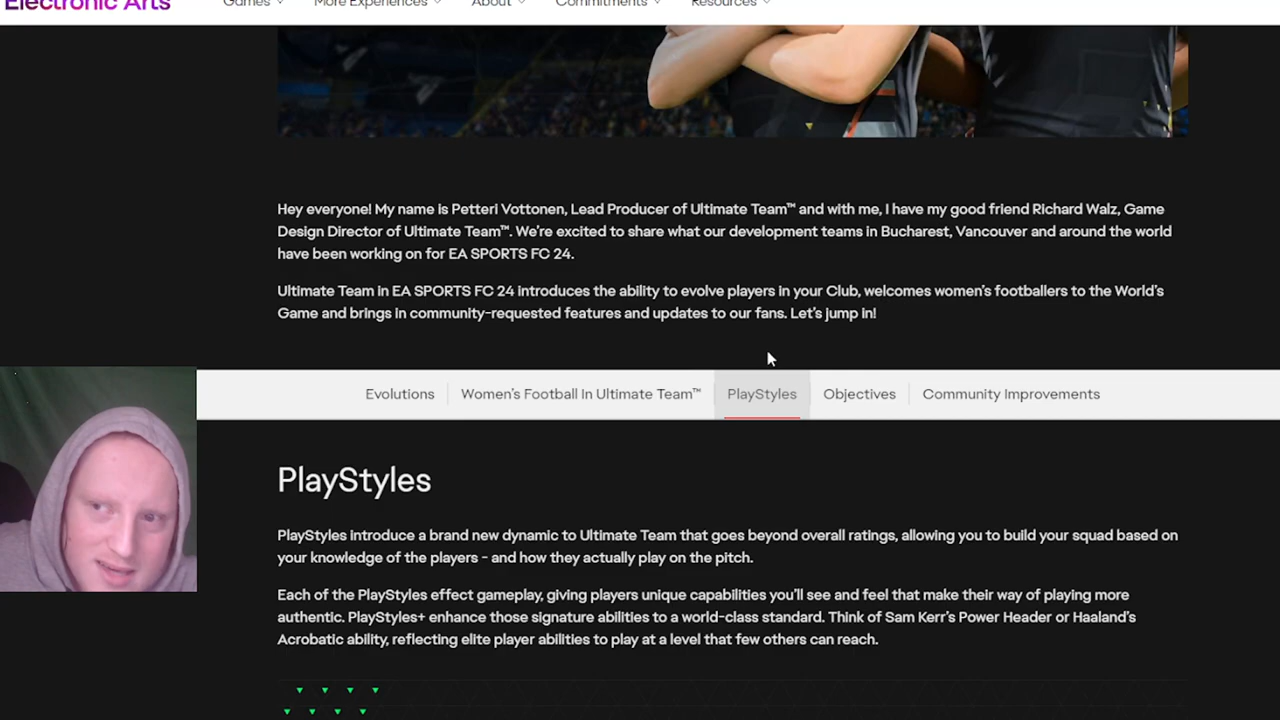 Electronic Arts
Games
More Experiences
About
Commitments
Resources
Hey everyone! My name is Petteri Vottonen, Lead Producer of Ultimate Team™ and with me, I have my good friend Richard Walz, Game
Design Director of Ultimate Team™. We're excited to share what our development teams in Bucharest, Vancouver and around the world
have been working on for EA SPORTS FC 24.
Ultimate Team in EA SPORTS FC 24 introduces the ability to evolve players in your Club, welcomes women's footballers to the World's
Game and brings in community-requested features and updates to our fans. Let's jump in!
Evolutions
Women's Football In Ultimate Team™
PlayStyles
Objectives
Community Improvements
PlayStyles
PlayStyles introduce a brand new dynamic to Ultimate Team that goes beyond overall ratings, allowing you to build your squad based on
your knowledge of the players - and how they actually play on the pitch.
Each of the PlayStyles effect gameplay, giving players unique capabilities you'll see and feel that make their way of playing more
authentic. PlayStyles+ enhance those signature abilities to a world-class standard. Think of Sam Kerr's Power Header or Haaland's
Acrobatic ability, reflecting elite player abilities to play at a level that few others can reach.